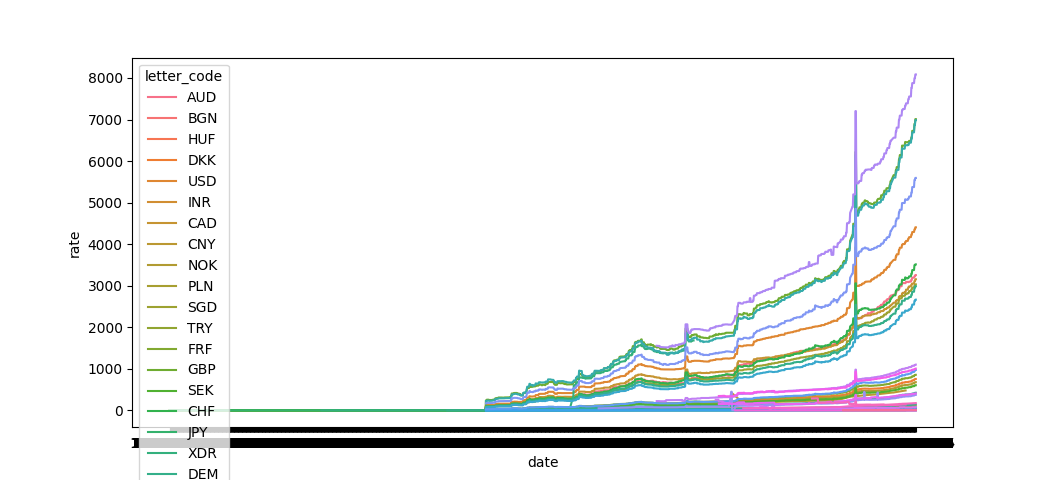 8000
7000
6000
5000
4000
3000
2000
1000
0
rate
letter_code
AUD
BGN
HUF
DKK
USD
INR
CAD
CNY
NOK
PLN
SGD
TRY
FRF
GBP
SEK
CHF
JPY
XDR
DEM
date